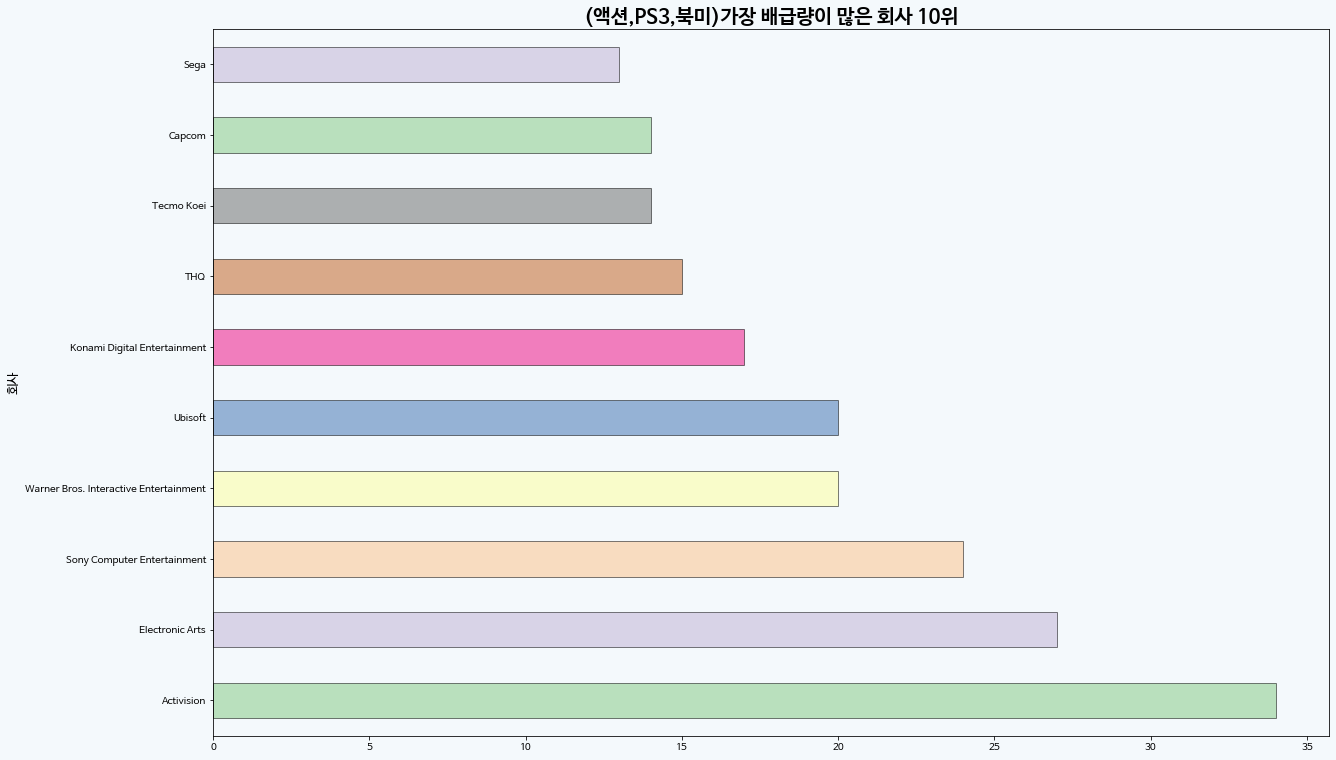 (액션,PS3,북미)가장 배급량이 많은 회사 10위
회사
Sega
Capcom
Tecmo Koei
THQ
Konami Digital Entertainment
Ubisoft
Warner Bros. Interactive Entertainment
Sony Computer Entertainment
Electronic Arts
Activision
0 5 10 15 20 25 30 35